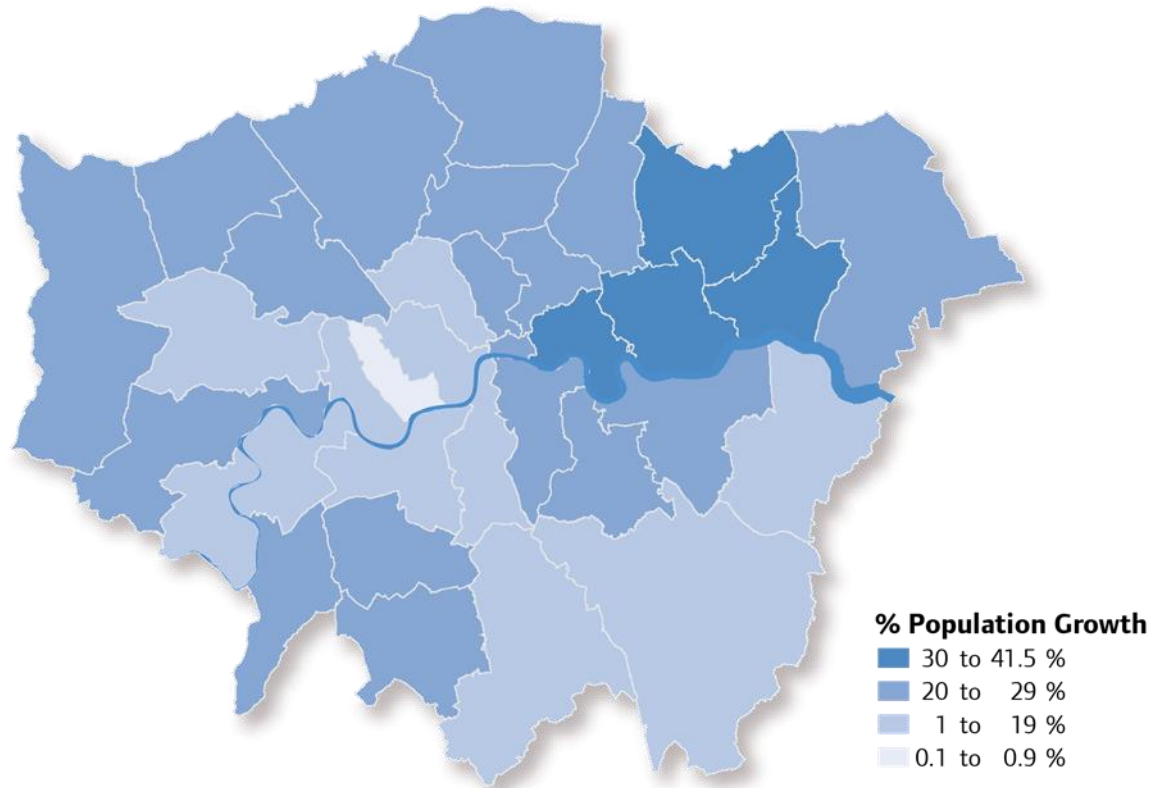 % Population Growth
30 to 41.5 %
20 to 29 %
1 to 19 %
0.1 to 0.9 %